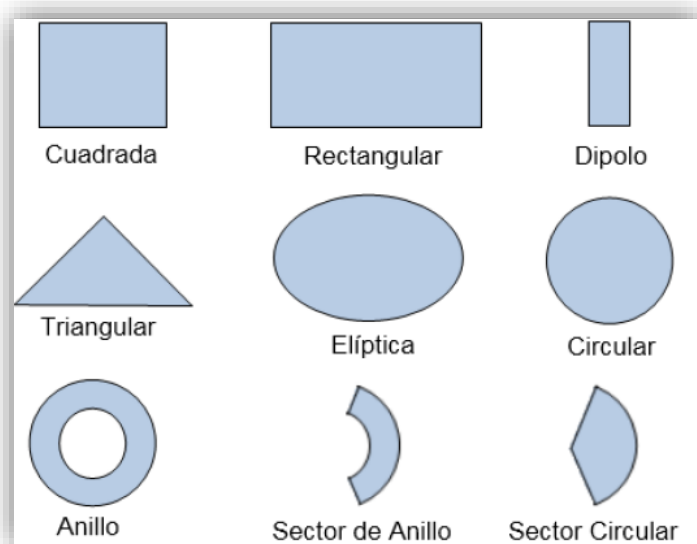 Cuadrada
Rectangular
Dipolo
Triangular
Elíptica
Circular
Anillo
Sector de Anillo
Sector Circular